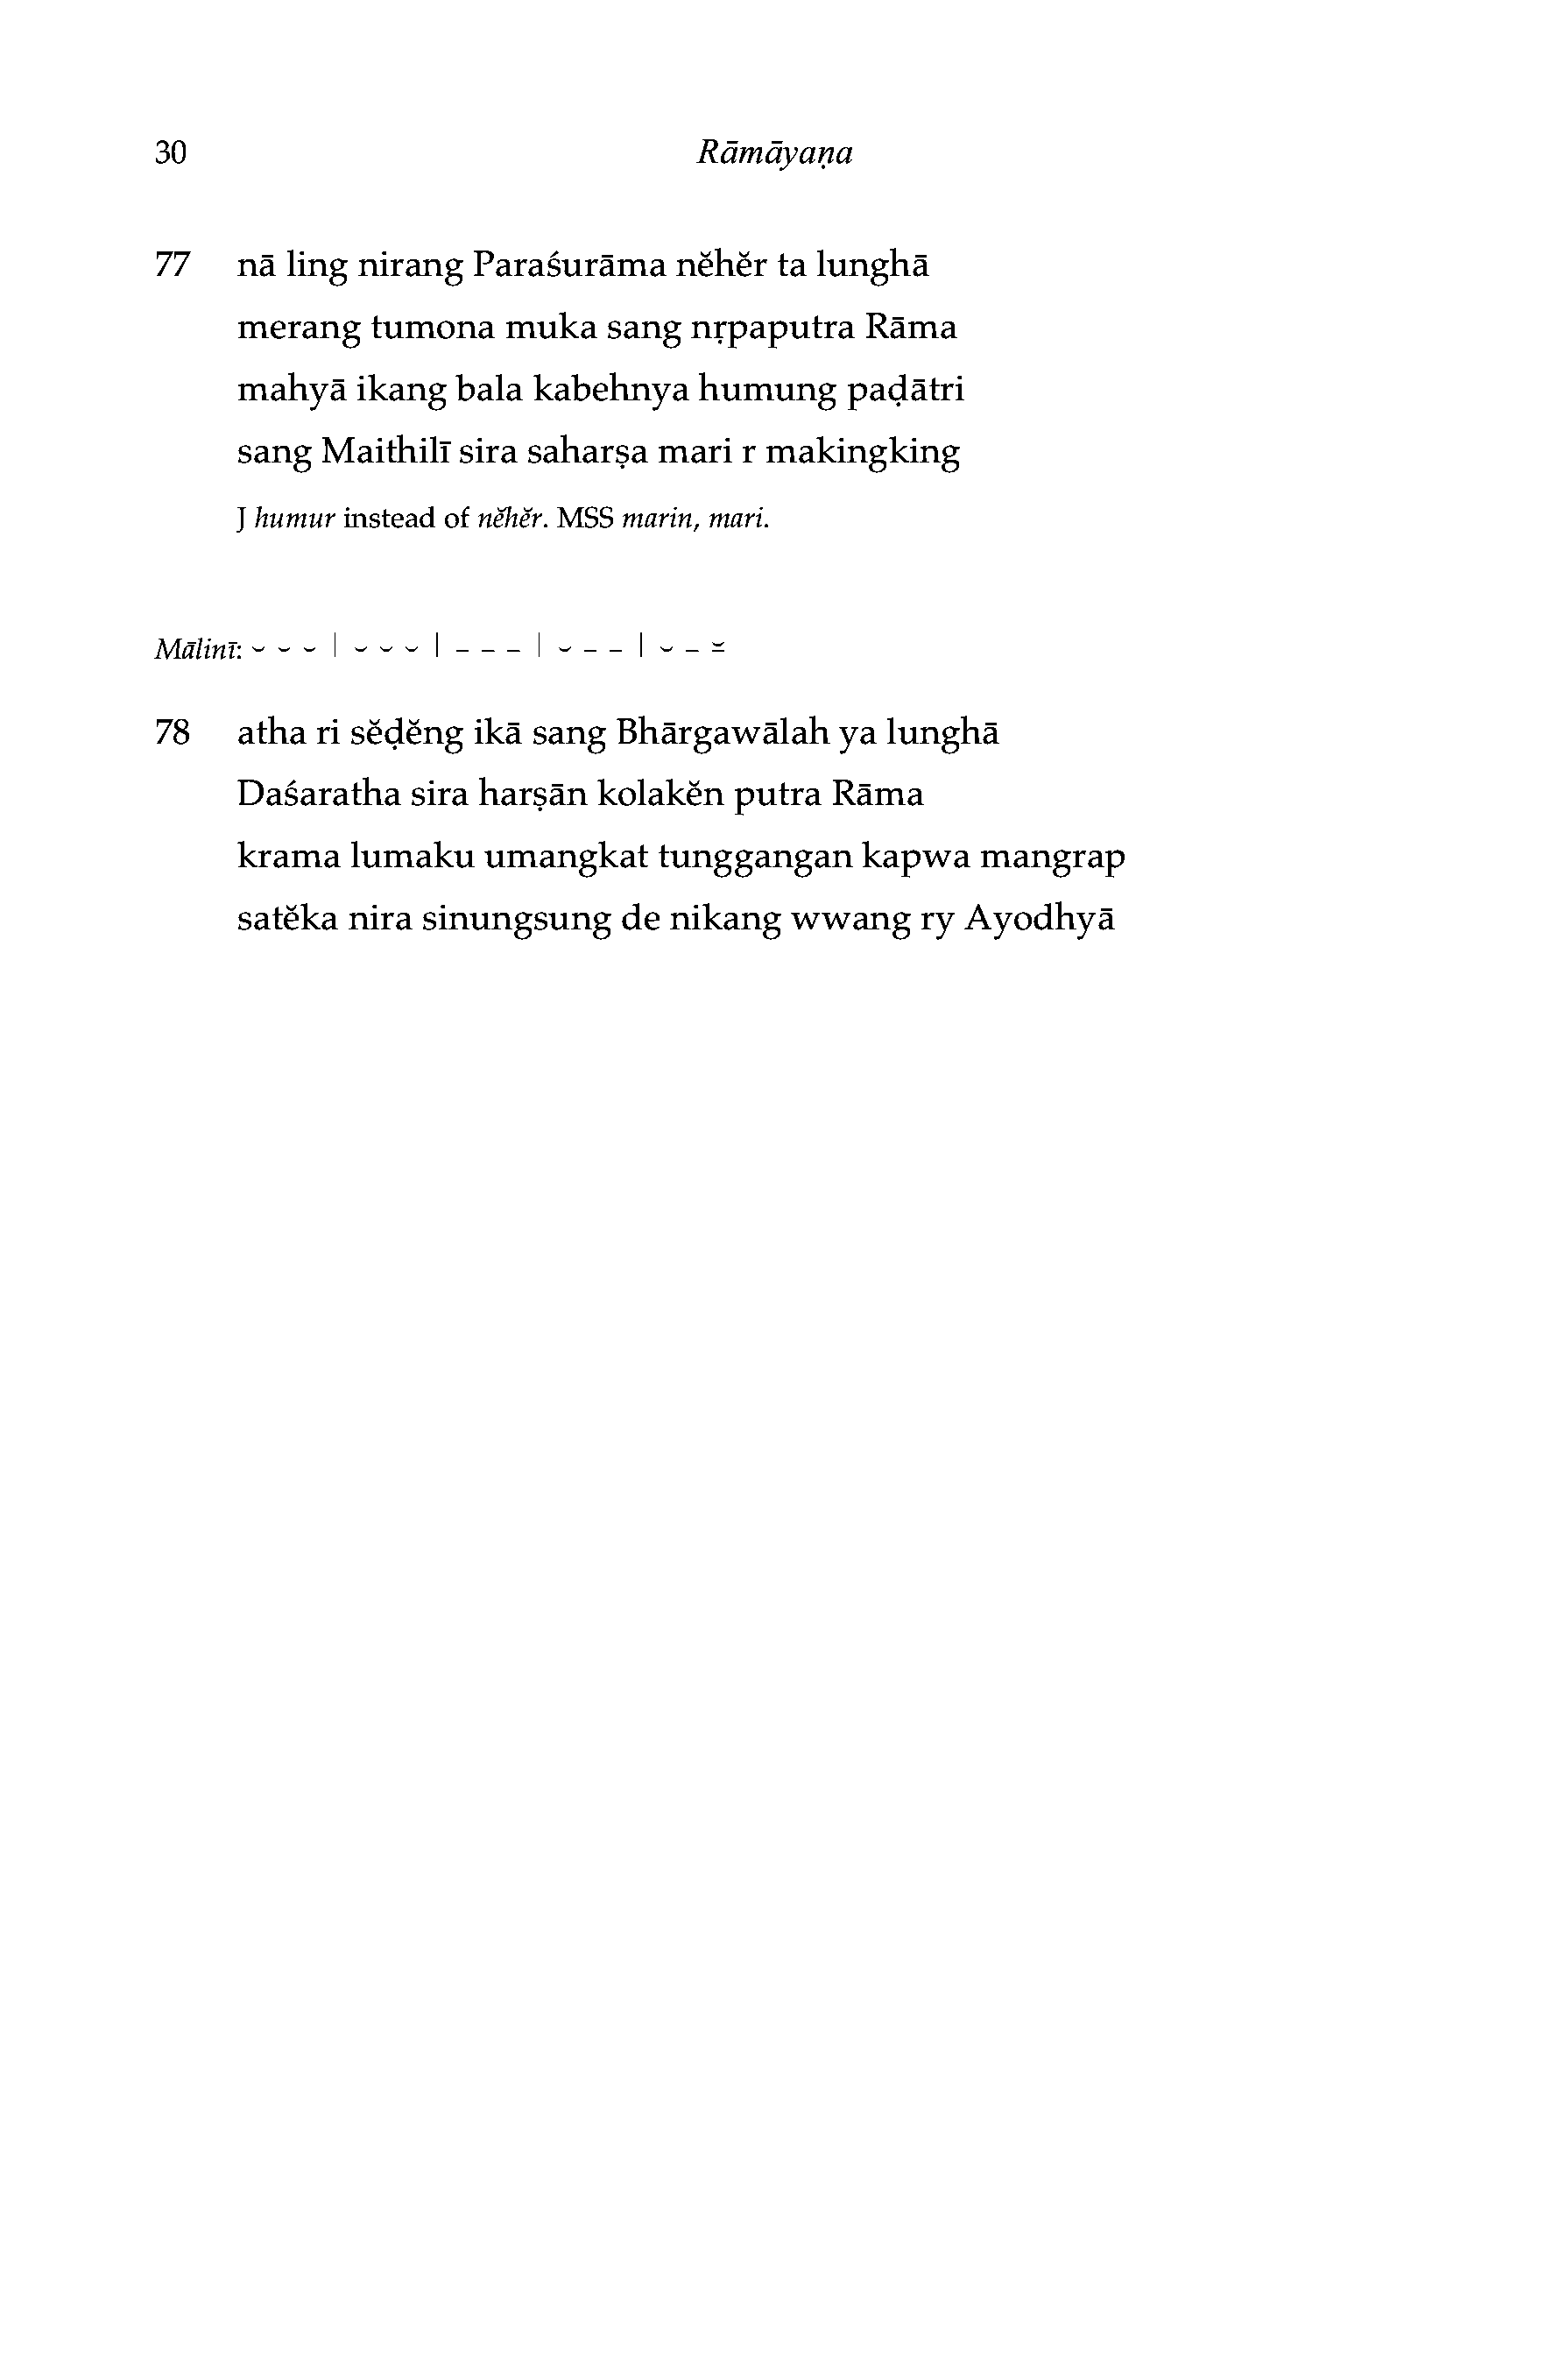 30 Rāmāyaṇa
77 nā ling nirang Paraśurāma nĕhĕr ta lunghā
merang tumona muka sang nṛpaputra Rāma
mahyā ikang bala kabehnya humung paḍātri
sang Maithilī sira saharṣa mari r makingking
J humur instead of nĕhĕr. MSS marin, mari.
Mālinī: ⏑ ⏑ ⏑ | ⏑ ⏑ ⏑ | – – – | ⏑ – – | ⏑ – ⏓
78 atha ri sĕḍĕng ikā sang Bhārgawālah ya lunghā
Daśaratha sira harṣān kolakĕn putra Rāma
krama lumaku umangkat tunggangan kapwa mangrap
satĕka nira sinungsung de nikang wwang ry Ayodhyā